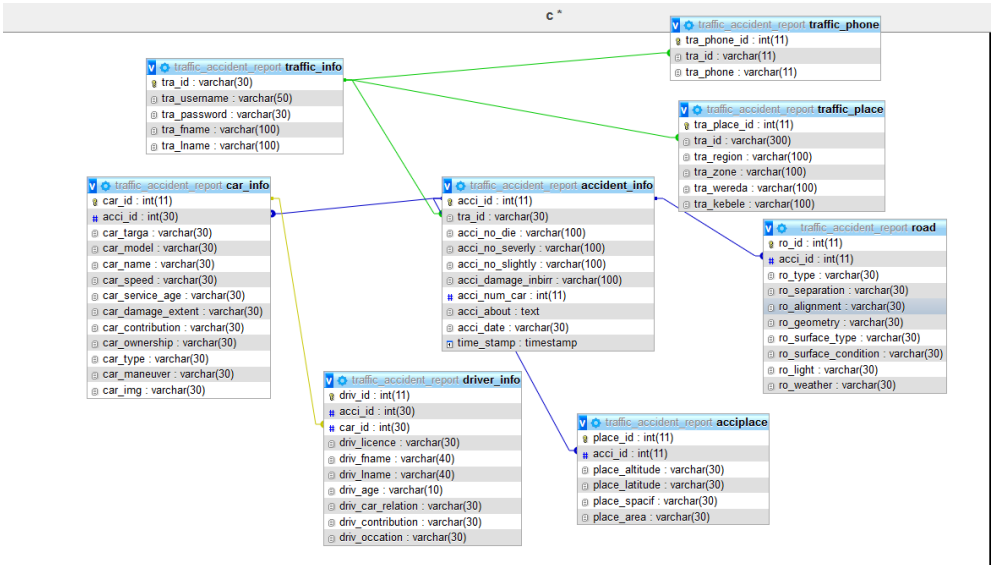 c *
traffic_accident_report traffic_phone
tra_phone_id : int(11)
tra_id : varchar(11)
tra_phone : varchar(11)
v traffic_accident_report traffic_info
tra_id : varchar(30)
tra_username : varchar(50)
tra_password : varchar(30)
tra_fname : varchar(100)
tra_lname : varchar(100)
v traffic_accident_report traffic_place
tra_place_id : int(11)
tra_id : varchar(300)
tra_region : varchar(100)
tra_zone : varchar(100)
tra_wereda : varchar(100)
tra_kebele : varchar(100)
v traffic_accident_report car_info
car_id : int(11)
# acci_id : int(30)
car_targa : varchar(30)
car_model : varchar(30)
car_name : varchar(30)
car_speed : varchar(30)
car_service_age : varchar(30)
car_damage_extent : varchar(30)
car_contribution : varchar(30)
car_ownership : varchar(30)
car_type : varchar(30)
car_maneuver : varchar(30)
car_img : varchar(30)
v traffic_accident_report accident_info
acci_id : int(11)
tra_id : varchar(30)
acci_no_die : varchar(100)
acci_no_severly : varchar(100)
acci_no_slightly : varchar(100)
acci_damage_inbirr : varchar(100)
# acci_num_car : int(11)
acci_about : text
acci_date : varchar(30)
time_stamp : timestamp
v traffic_accident_report road
ro_id : int(11)
# acci_id : int(11)
ro_type : varchar(30)
ro_separation : varchar(30)
ro_alignment : varchar(30)
ro_geometry : varchar(30)
ro_surface_type : varchar(30)
ro_surface_condition : varchar(30)
ro_light : varchar(30)
ro_weather : varchar(30)
v traffic_accident_report driver_info
driv_id : int(11)
# acci_id : int(30)
# car_id : int(30)
driv_licence : varchar(30)
driv_fname : varchar(40)
driv_lname : varchar(40)
driv_age : varchar(10)
driv_car_relation : varchar(30)
driv_contribution : varchar(30)
driv_occation : varchar(30)
v traffic_accident_report acciplace
place_id : int(11)
# acci_id : int(11)
place_altitude : varchar(30)
place_latitude : varchar(30)
place_spacif : varchar(30)
place_area : varchar(30)